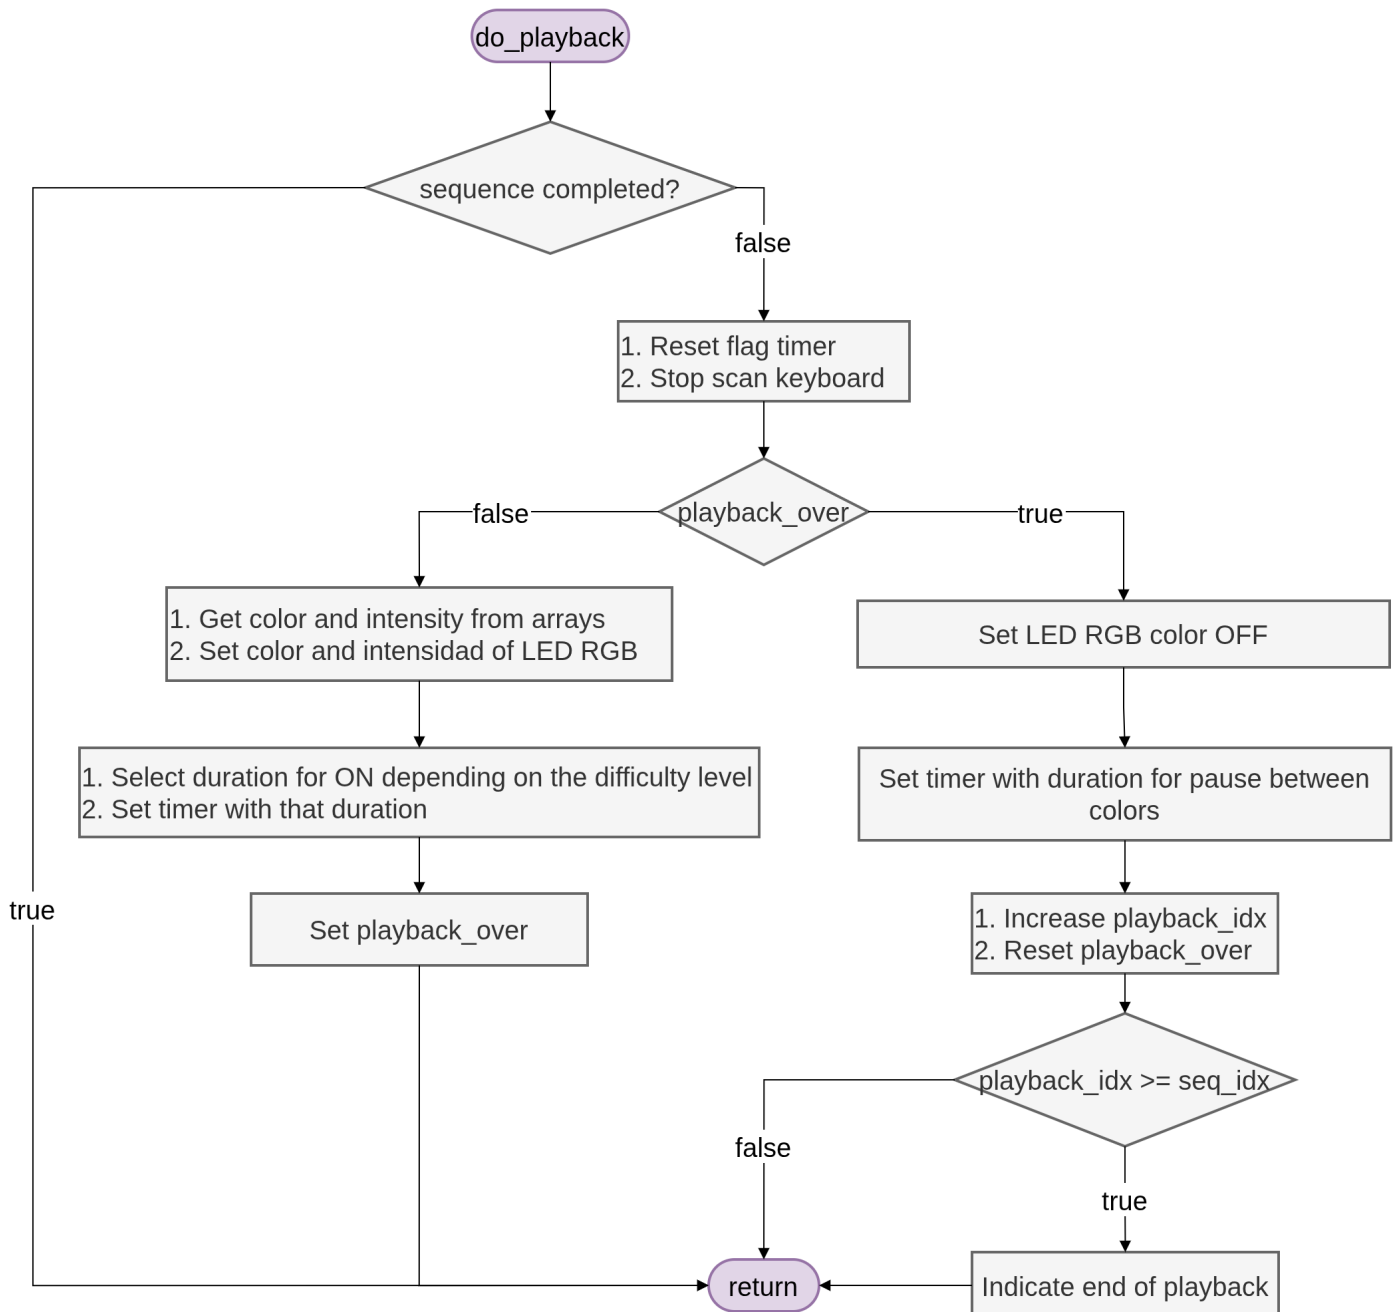 do_playback
sequence completed?
false
1. Reset flag timer
2. Stop scan keyboard
playback_over
false
true
1. Get color and intensity from arrays
2. Set color and intensidad of LED RGB
Set LED RGB color OFF
1. Select duration for ON depending on the difficulty level
2. Set timer with that duration
Set timer with duration for pause between
colors
true
Set playback_over
1. Increase playback_idx
2. Reset playback_over
playback_idx >= seq_idx
false
true
return
Indicate end of playback